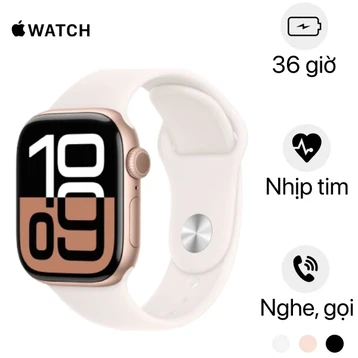 WATCH
36 giờ
10
09
Nhịp tim
Nghe, gọi